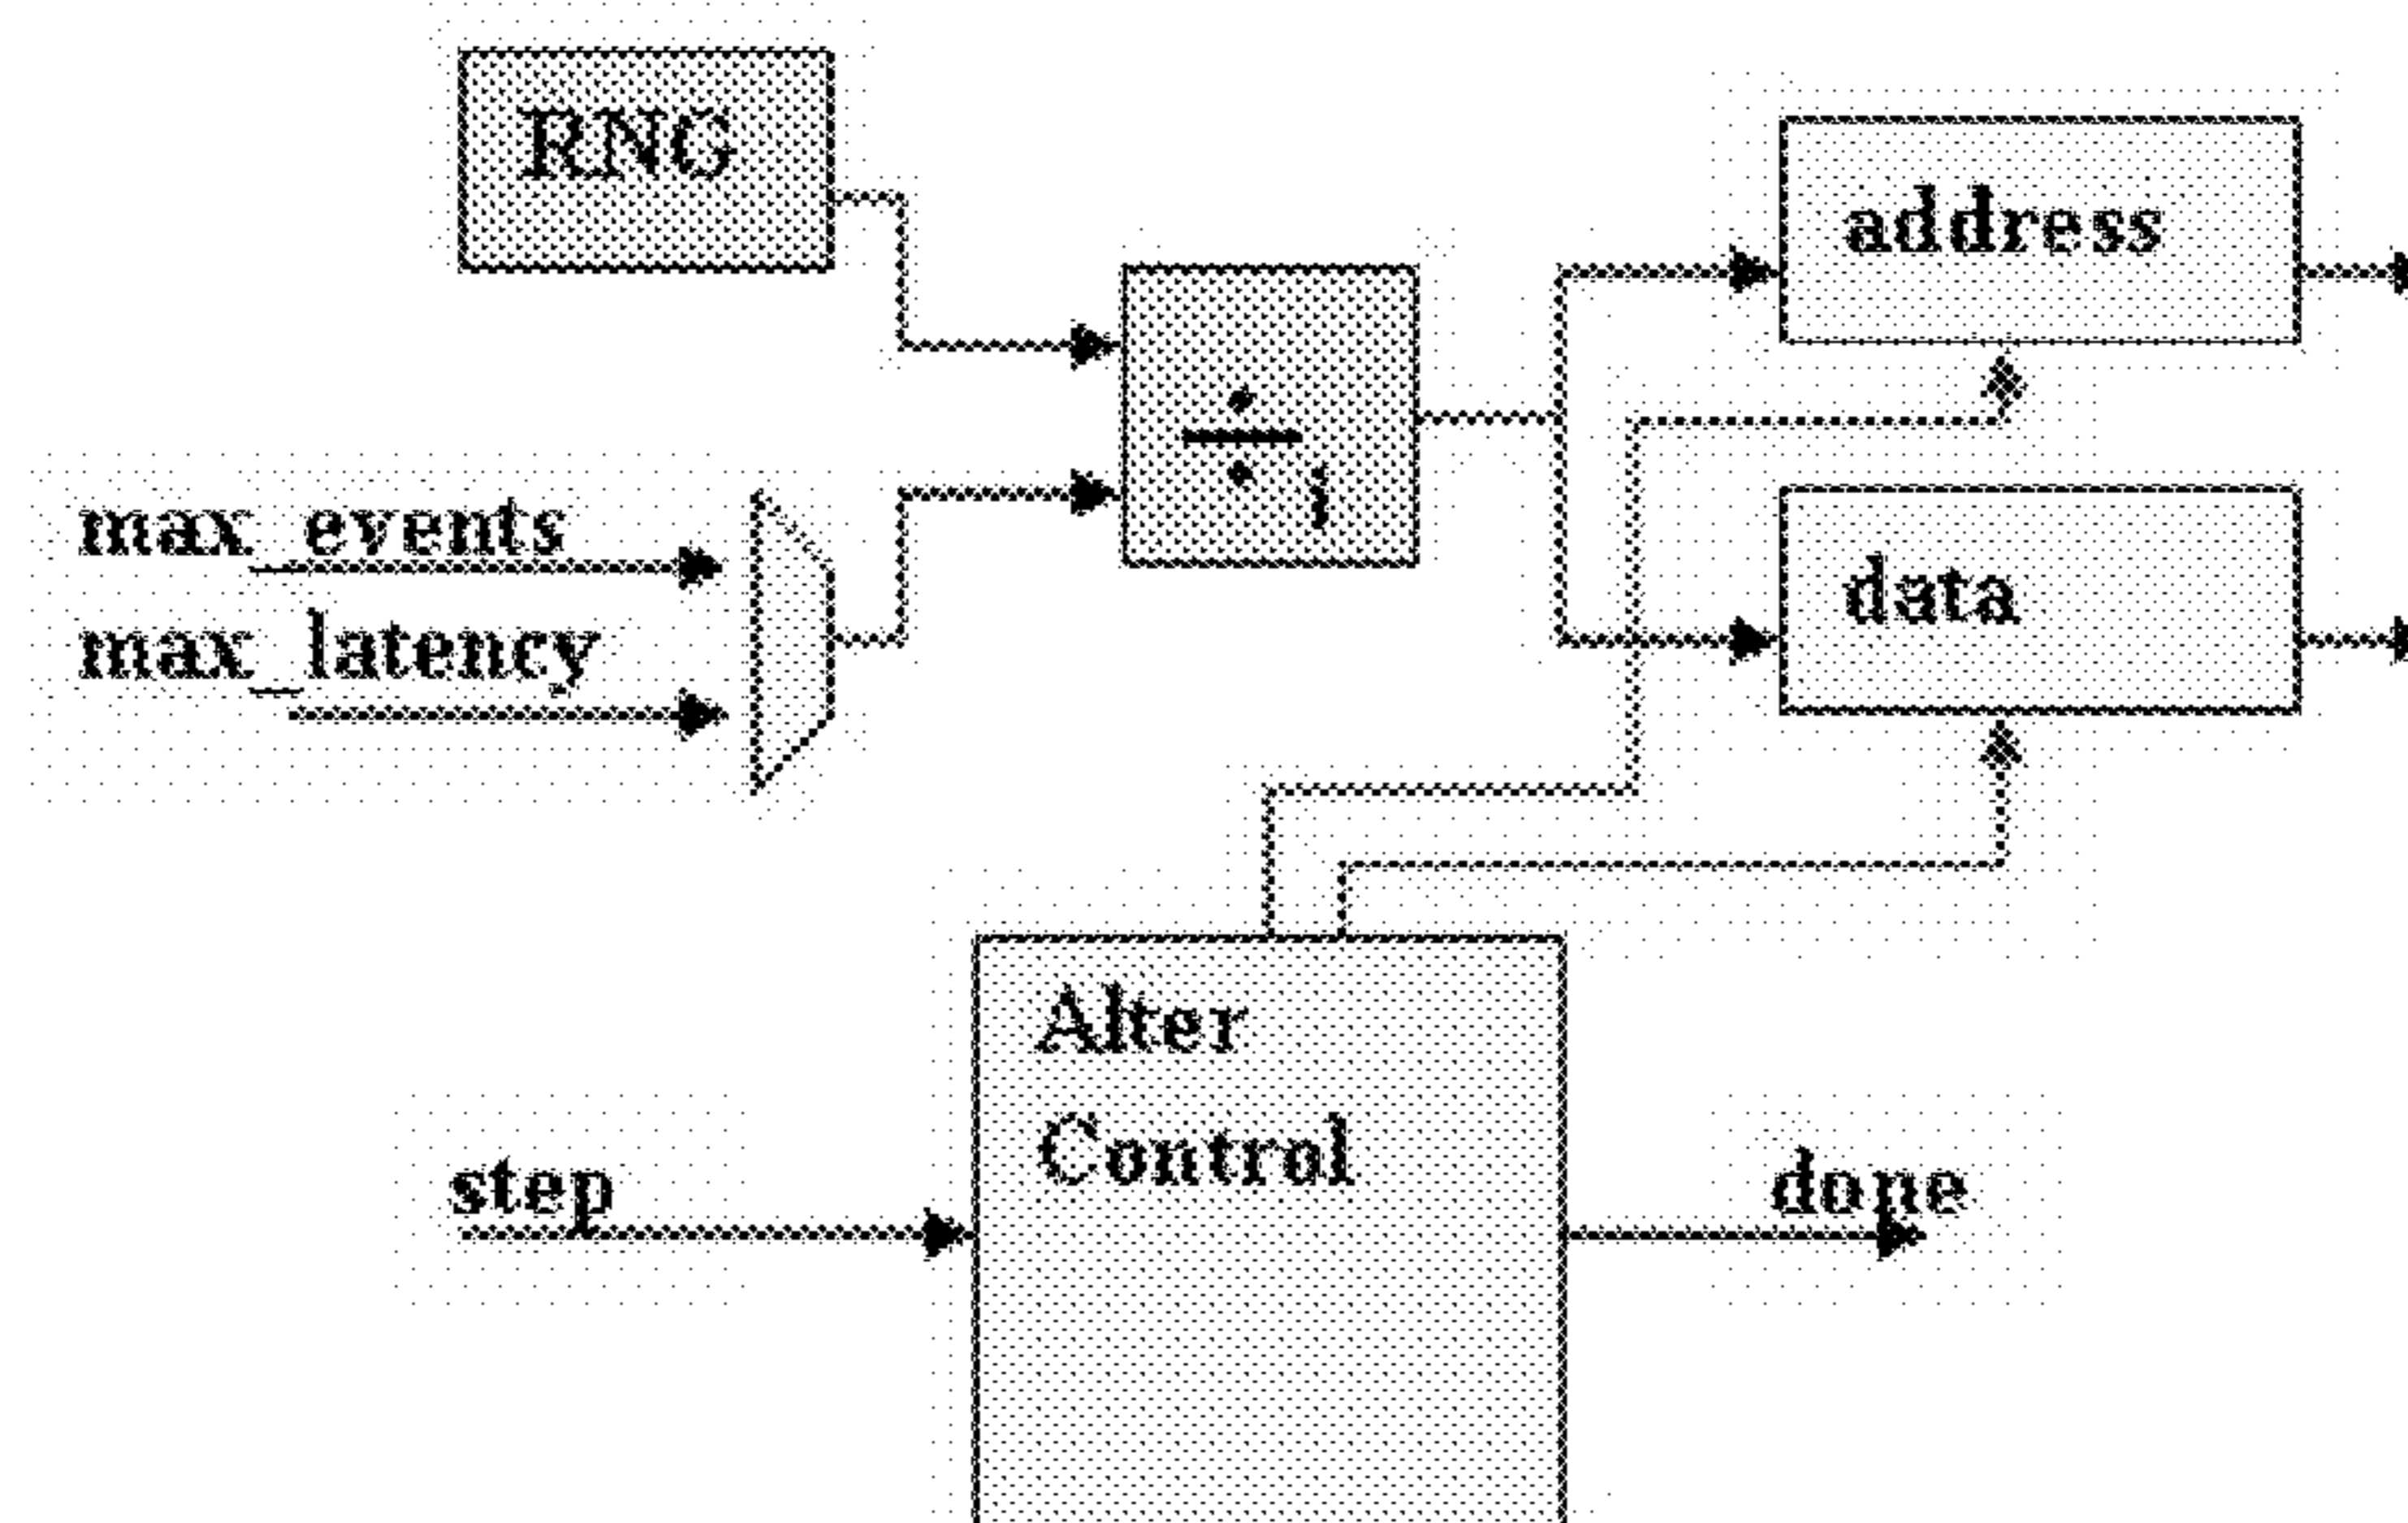 RNG
address
÷i
max_events
data
max_latency
Alter
Control
step
done